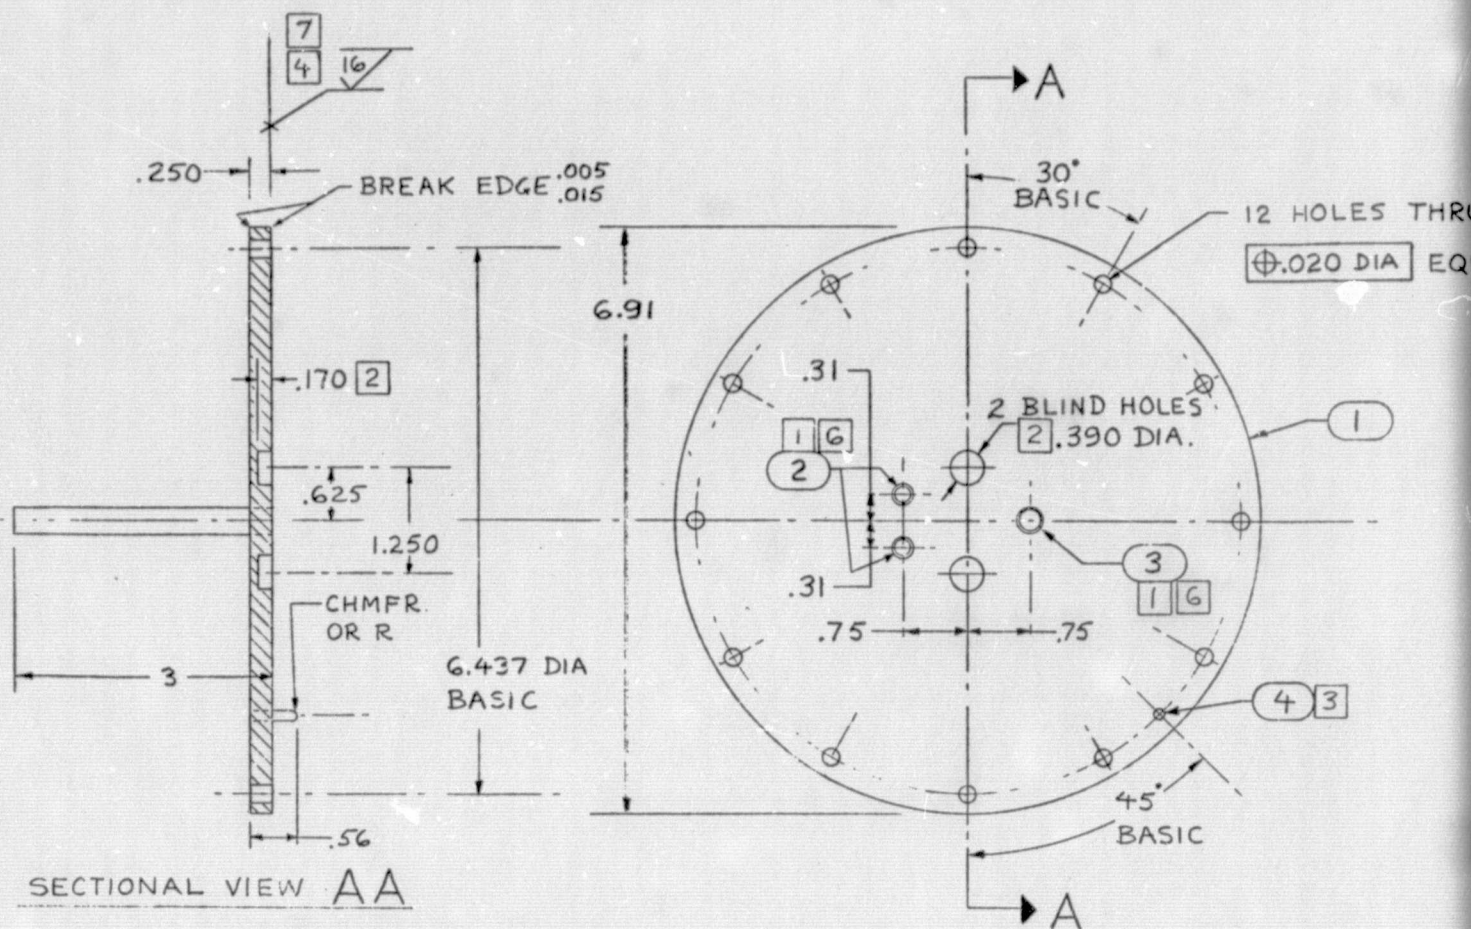 7
4 16
A
.250
BREAK EDGE .005
.015
30°
BASIC
12 HOLES THRU
⌖.020 DIA EQ
6.91
.31
.170 2
2 BLIND HOLES
2 .390 DIA.
1
1 6
2
.625
1.250
3
1 6
.31
CHMFR.
OR R
.75 .75
3
6.437 DIA
BASIC
4 3
45°
BASIC
.56
SECTIONAL VIEW AA
A